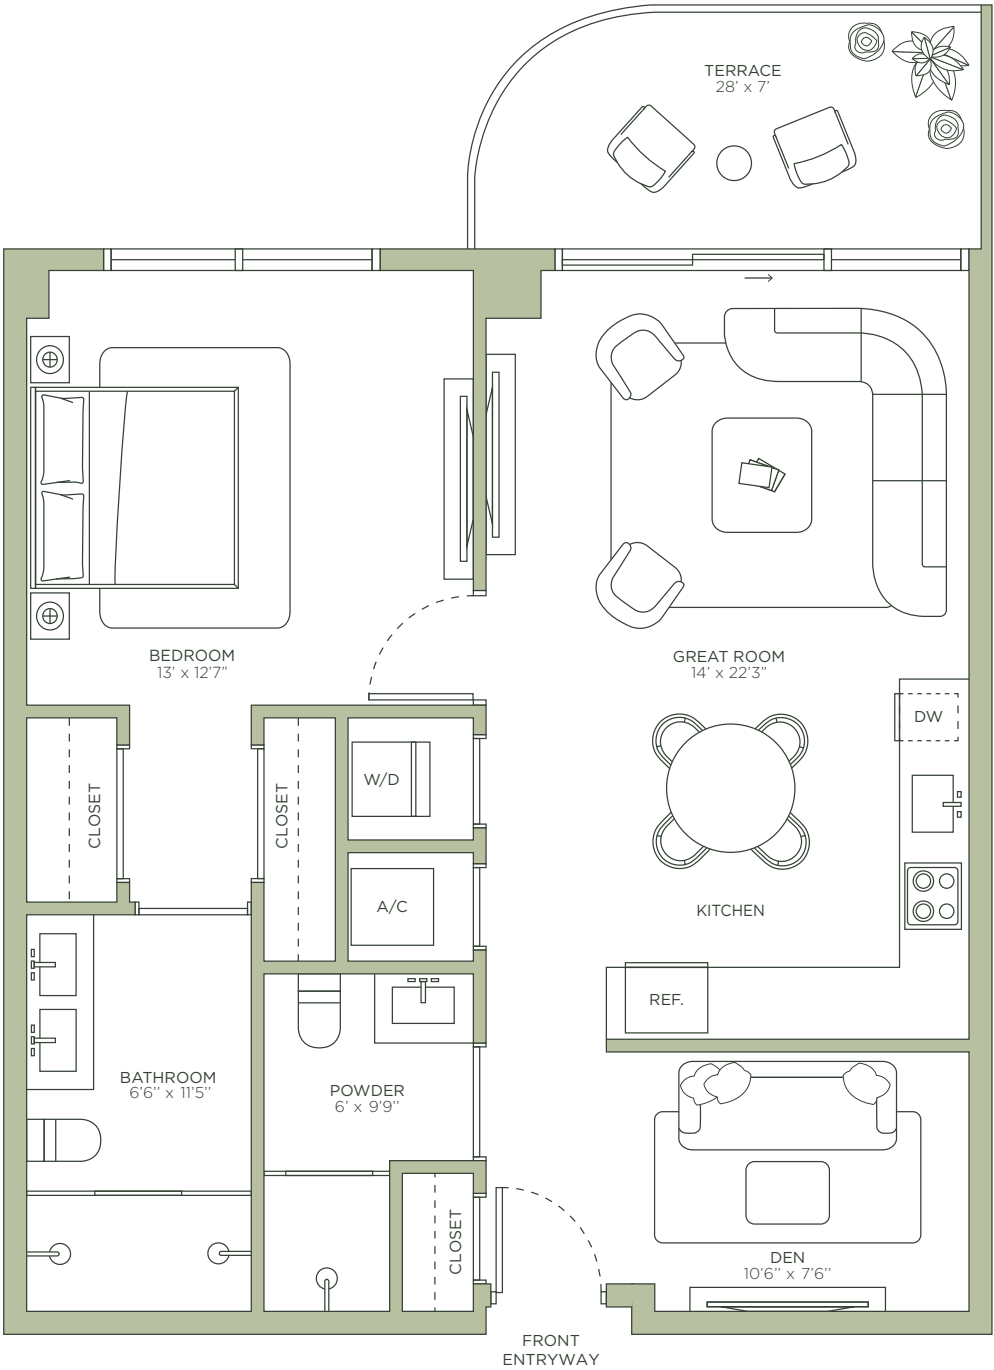 TERRACE
28' x 7'
BEDROOM
13' x 12'7"
GREAT ROOM
14' x 22'3"
DW
CLOSET
CLOSET
W/D
A/C
KITCHEN
REF.
BATHROOM
6'6" x 11'5"
POWDER
6' x 9'9"
CLOSET
DEN
10'6" x 7'6"
FRONT
ENTRYWAY